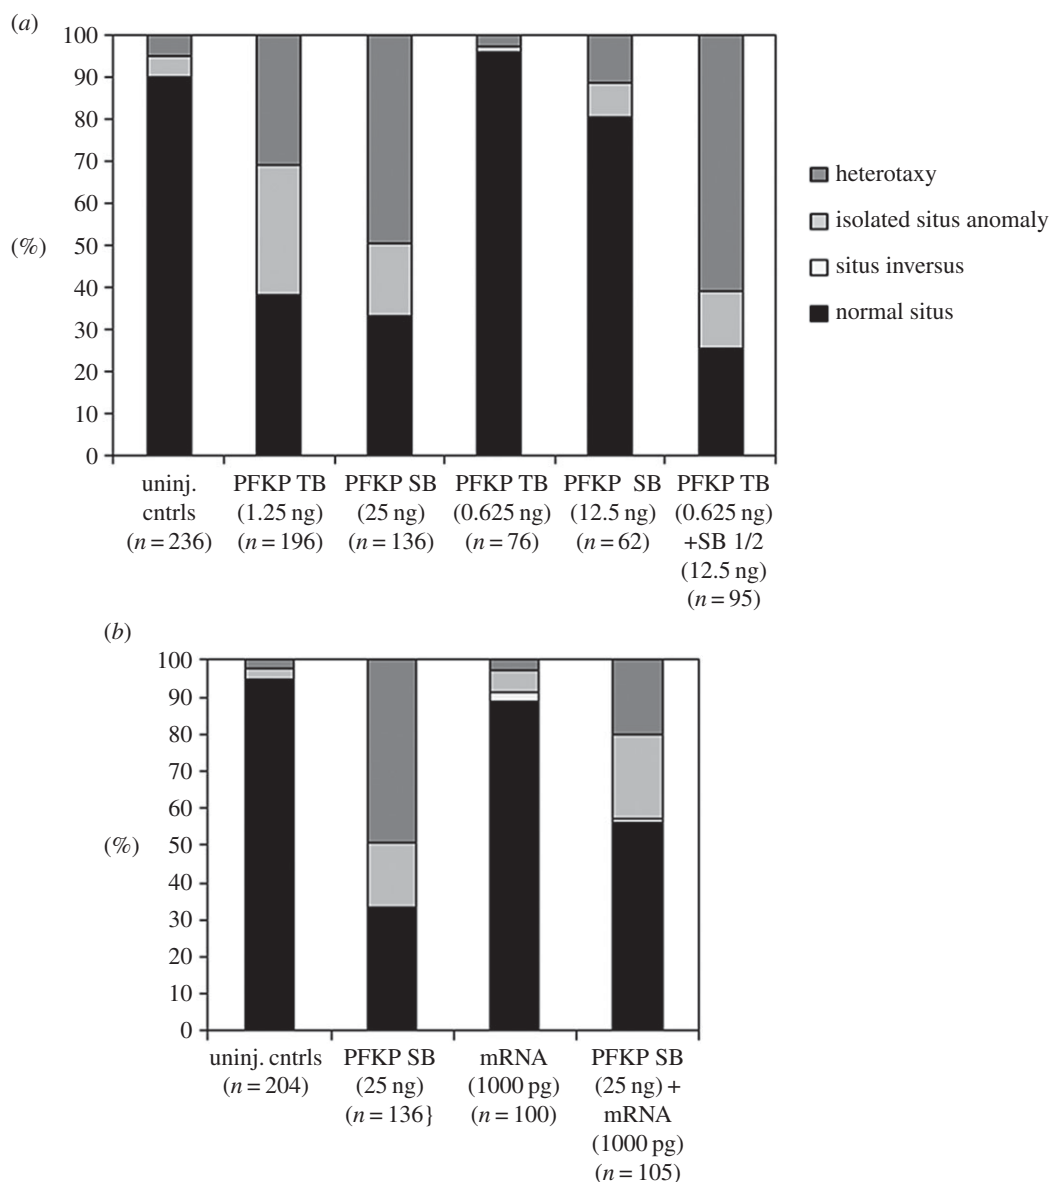 (a)
100
90
80
70
60
50
40
30
20
10
0
(%)
heterotaxy
isolated situs anomaly
situs inversus
normal situs
uninj.
cntrls
(n = 236)
PFKP TB
(1.25 ng)
(n = 196)
PFKP SB
(25 ng)
(n = 136)
PFKP TB
(0.625 ng)
(n = 76)
PFKP SB
(12.5 ng)
(n = 62)
PFKP TB
(0.625 ng)
+SB 1/2
(12.5 ng)
(n = 95)
(b)
100
90
80
70
60
50
40
30
20
10
0
(%)
uninj. cntrls
(n = 204)
PFKP SB
(25 ng)
(n = 136}
mRNA
(1000 pg)
(n = 100)
PFKP SB
(25 ng) +
mRNA
(1000 pg)
(n = 105)